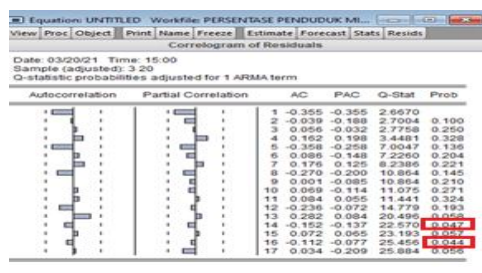 Equation: UNTITLED Workfile: PERSENTASE PENDUDUK MI...
View Proc Object Print Name Freeze Estimate Forecast Stats Resids
Correlogram of Residuals
Date: 03/20/21 Time: 15:00
Sample (adjusted): 3 20
Q-statistic probabilities adjusted for 1 ARMA term
Autocorrelation Partial Correlation AC PAC Q-Stat Prob
1 -0.355 -0.355 2.6670
2 -0.039 -0.188 2.7004 0.100
3 0.056 -0.032 2.7758 0.250
4 0.162 0.198 3.4481 0.328
5 -0.358 -0.258 7.0047 0.136
6 0.086 -0.148 7.2260 0.204
7 0.176 0.125 8.2386 0.221
8 -0.270 -0.200 10.864 0.145
9 0.001 -0.085 10.864 0.210
10 0.069 -0.114 11.075 0.271
11 0.084 0.055 11.441 0.324
12 -0.236 -0.072 14.779 0.193
13 0.282 0.084 20.496 0.058
14 -0.152 -0.137 22.570 0.047
15 0.072 0.065 23.193 0.057
16 -0.112 -0.077 25.456 0.044
17 0.034 -0.209 25.884 0.056